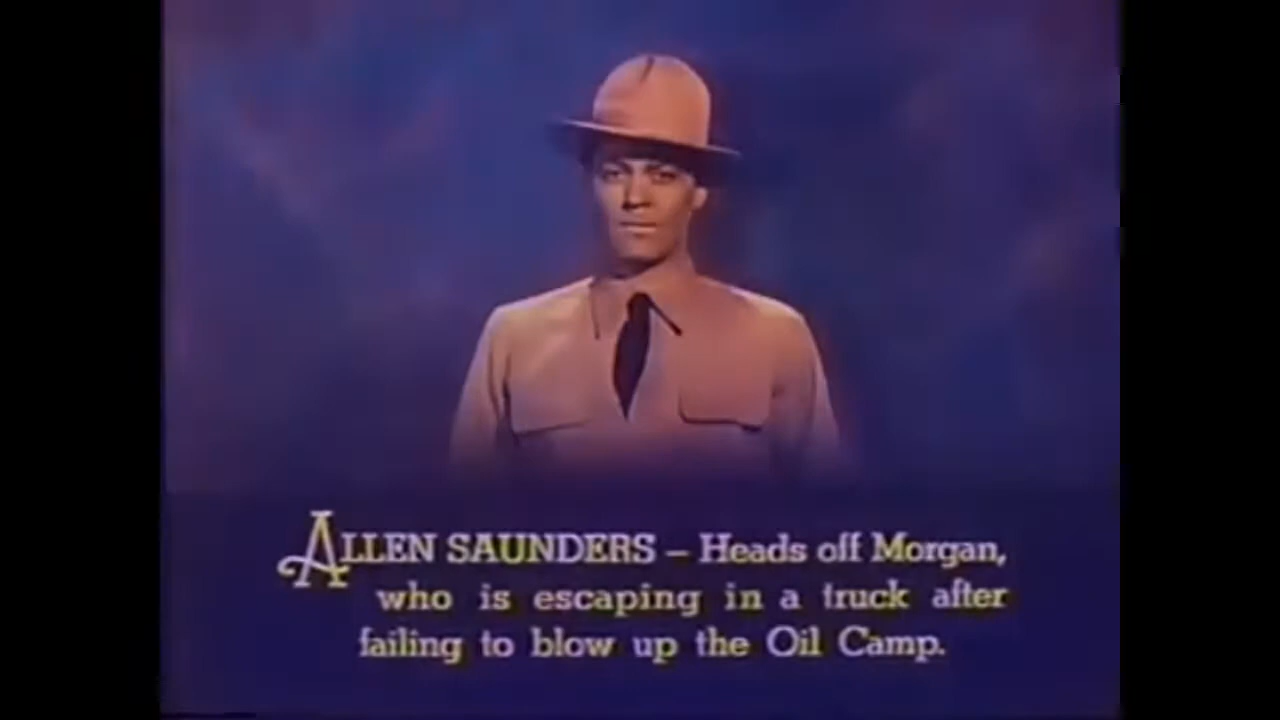 ALLEN SAUNDERS – Heads off Morgan,
who is escaping in a truck after
failing to blow up the Oil Camp.